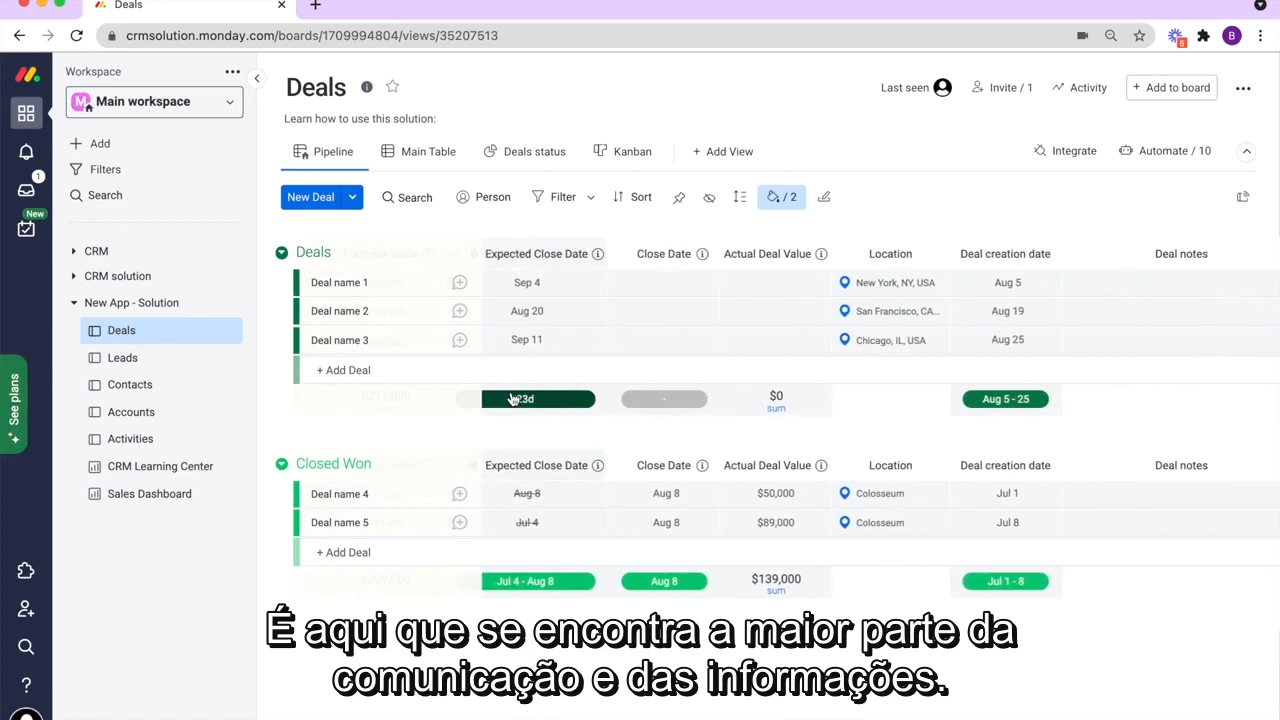 Deals
crmsolution.monday.com/boards/1709994804/views/35207513
5
B
Workspace
M Main workspace
Add
Filters
Search
CRM
CRM solution
New App - Solution
Deals
Leads
Contacts
Accounts
Activities
CRM Learning Center
Sales Dashboard
1
New
See plans
Deals
Last seen Invite / 1 Activity + Add to board
Learn how to use this solution:
Pipeline Main Table Deals status Kanban + Add View Integrate Automate / 10
New Deal Search Person Filter Sort / 2
Deals Expected Close Date Close Date Actual Deal Value Location Deal creation date Deal notes
Deal name 1 Sep 4 New York, NY, USA Aug 5
Deal name 2 Aug 20 San Francisco, CA... Aug 19
Deal name 3 Sep 11 Chicago, IL, USA Aug 25
+ Add Deal
23d - $0 Aug 5 - 25
sum
Closed Won Expected Close Date Close Date Actual Deal Value Location Deal creation date Deal notes
Deal name 4 Aug 8 Aug 8 $50,000 Colosseum Jul 1
Deal name 5 Jul 4 Aug 8 $89,000 Colosseum Jul 8
+ Add Deal
Jul 4 - Aug 8 Aug 8 $139,000 Jul 1 - 8
sum
É aqui que se encontra a maior parte da
comunicação e das informações.